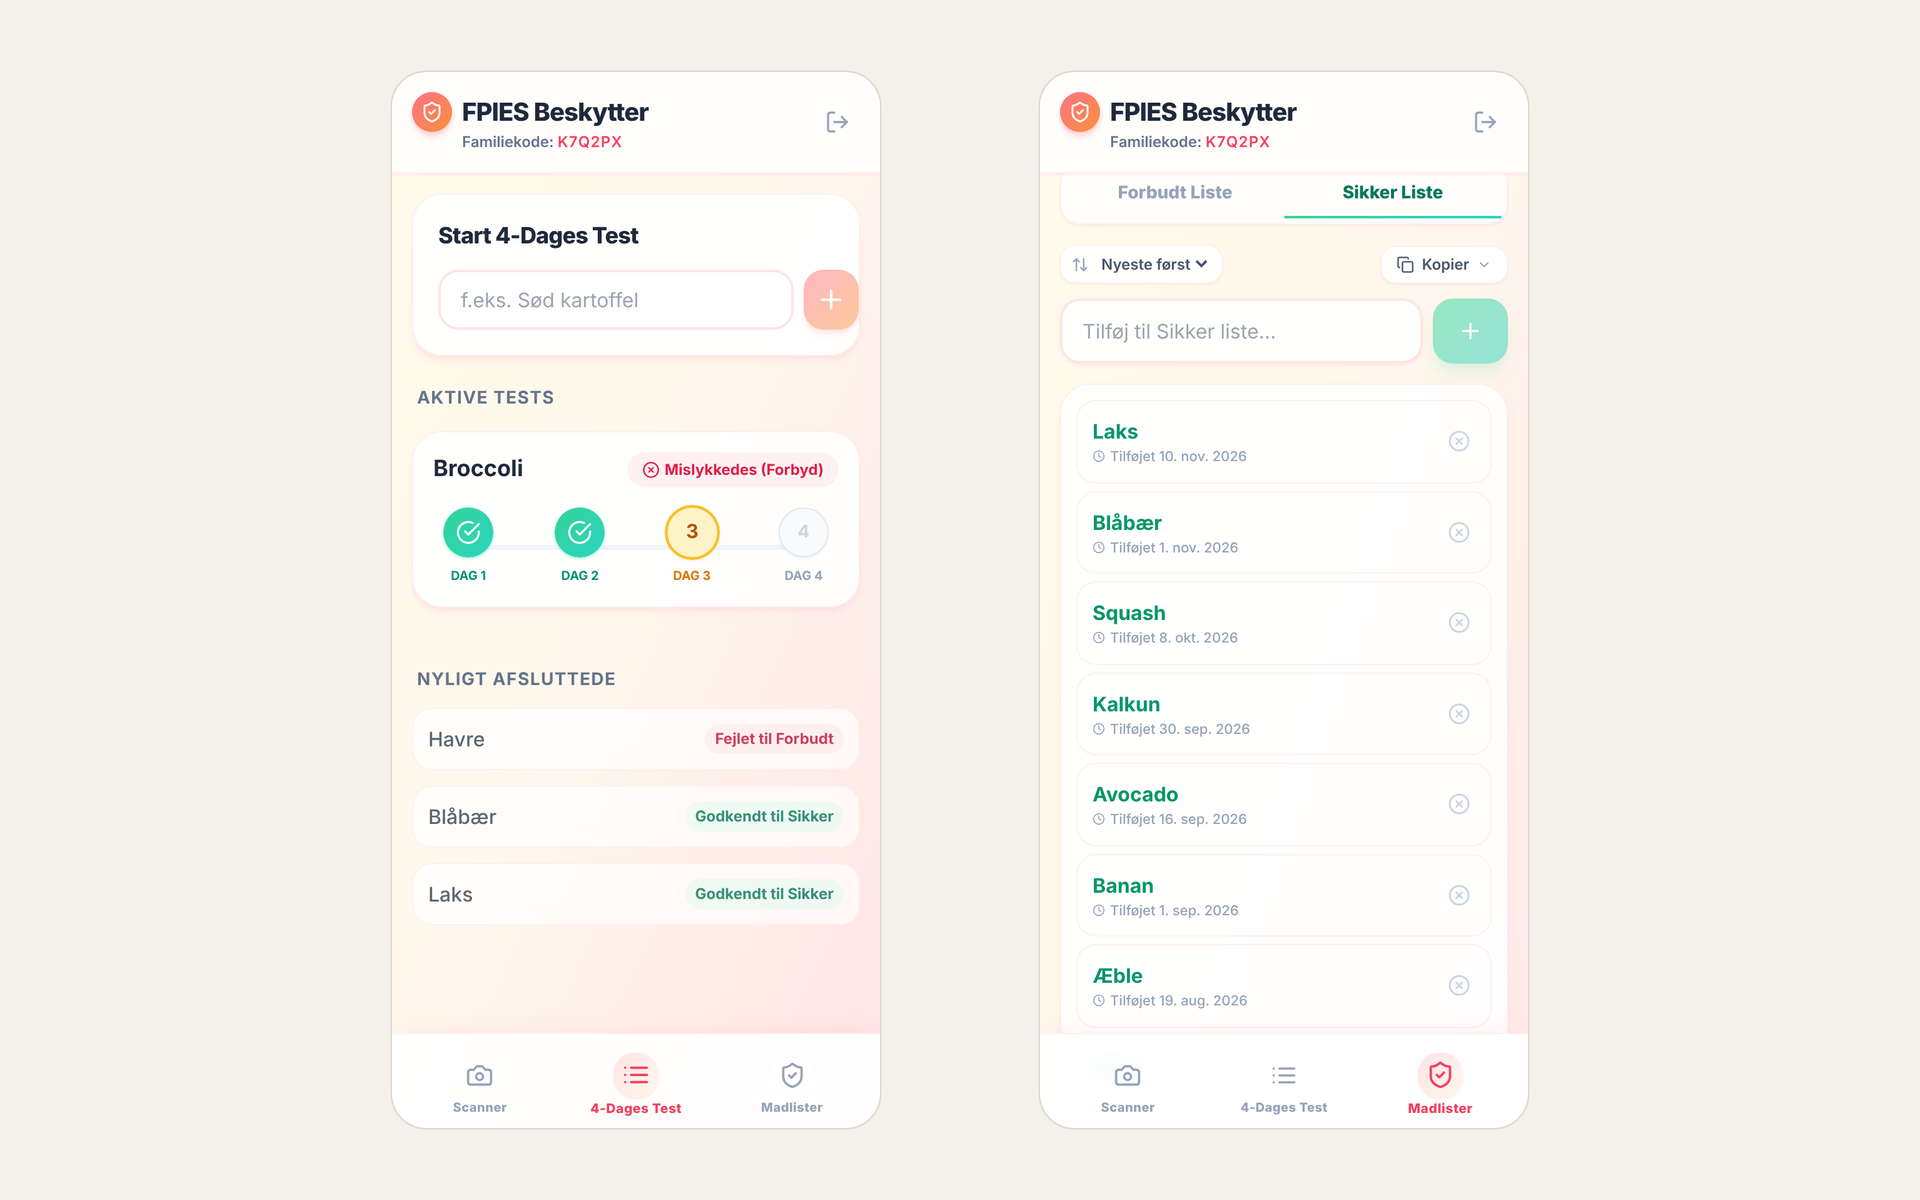 FPIES Beskytter
Familiekode: K7Q2PX
Start 4-Dages Test
f.eks. Sød kartoffel
AKTIVE TESTS
Broccoli
Mislykkedes (Forbyd)
3
4
DAG 1
DAG 2
DAG 3
DAG 4
NYLIGT AFSLUTTEDE
Havre
Fejlet til Forbudt
Blåbær
Godkendt til Sikker
Laks
Godkendt til Sikker
Scanner
4-Dages Test
Madlister
FPIES Beskytter
Familiekode: K7Q2PX
Forbudt Liste
Sikker Liste
Nyeste først
Kopier
Tilføj til Sikker liste...
Laks
Tilføjet 10. nov. 2026
Blåbær
Tilføjet 1. nov. 2026
Squash
Tilføjet 8. okt. 2026
Kalkun
Tilføjet 30. sep. 2026
Avocado
Tilføjet 16. sep. 2026
Banan
Tilføjet 1. sep. 2026
Æble
Tilføjet 19. aug. 2026
Scanner
4-Dages Test
Madlister